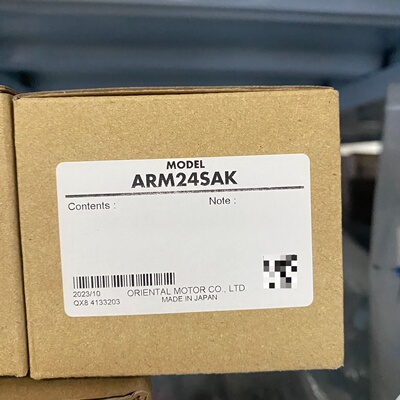 MODEL
ARM24SAK
Contents : Note :
2023/10 ORIENTAL MOTOR CO., LTD
QX8 4133203 MADE IN JAPAN